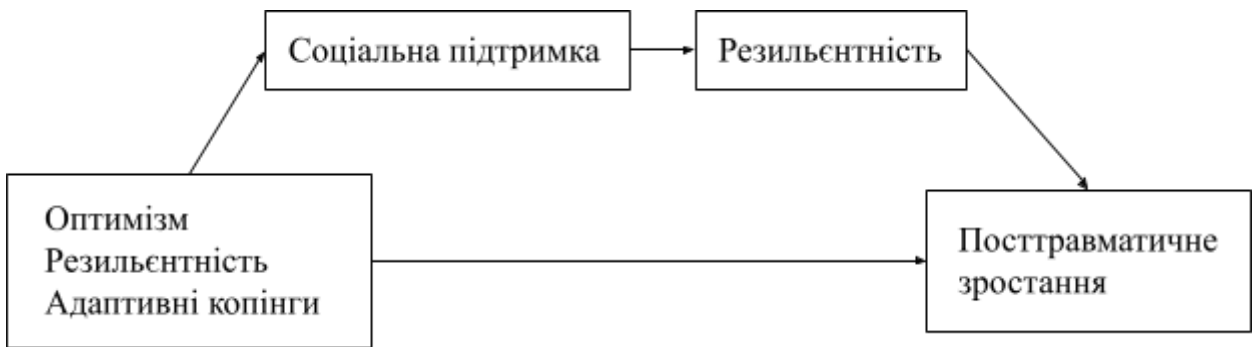 Соціальна підтримка
Резильєнтність
Оптимізм
Резильєнтність
Адаптивні копінги
Посттравматичне
зростання